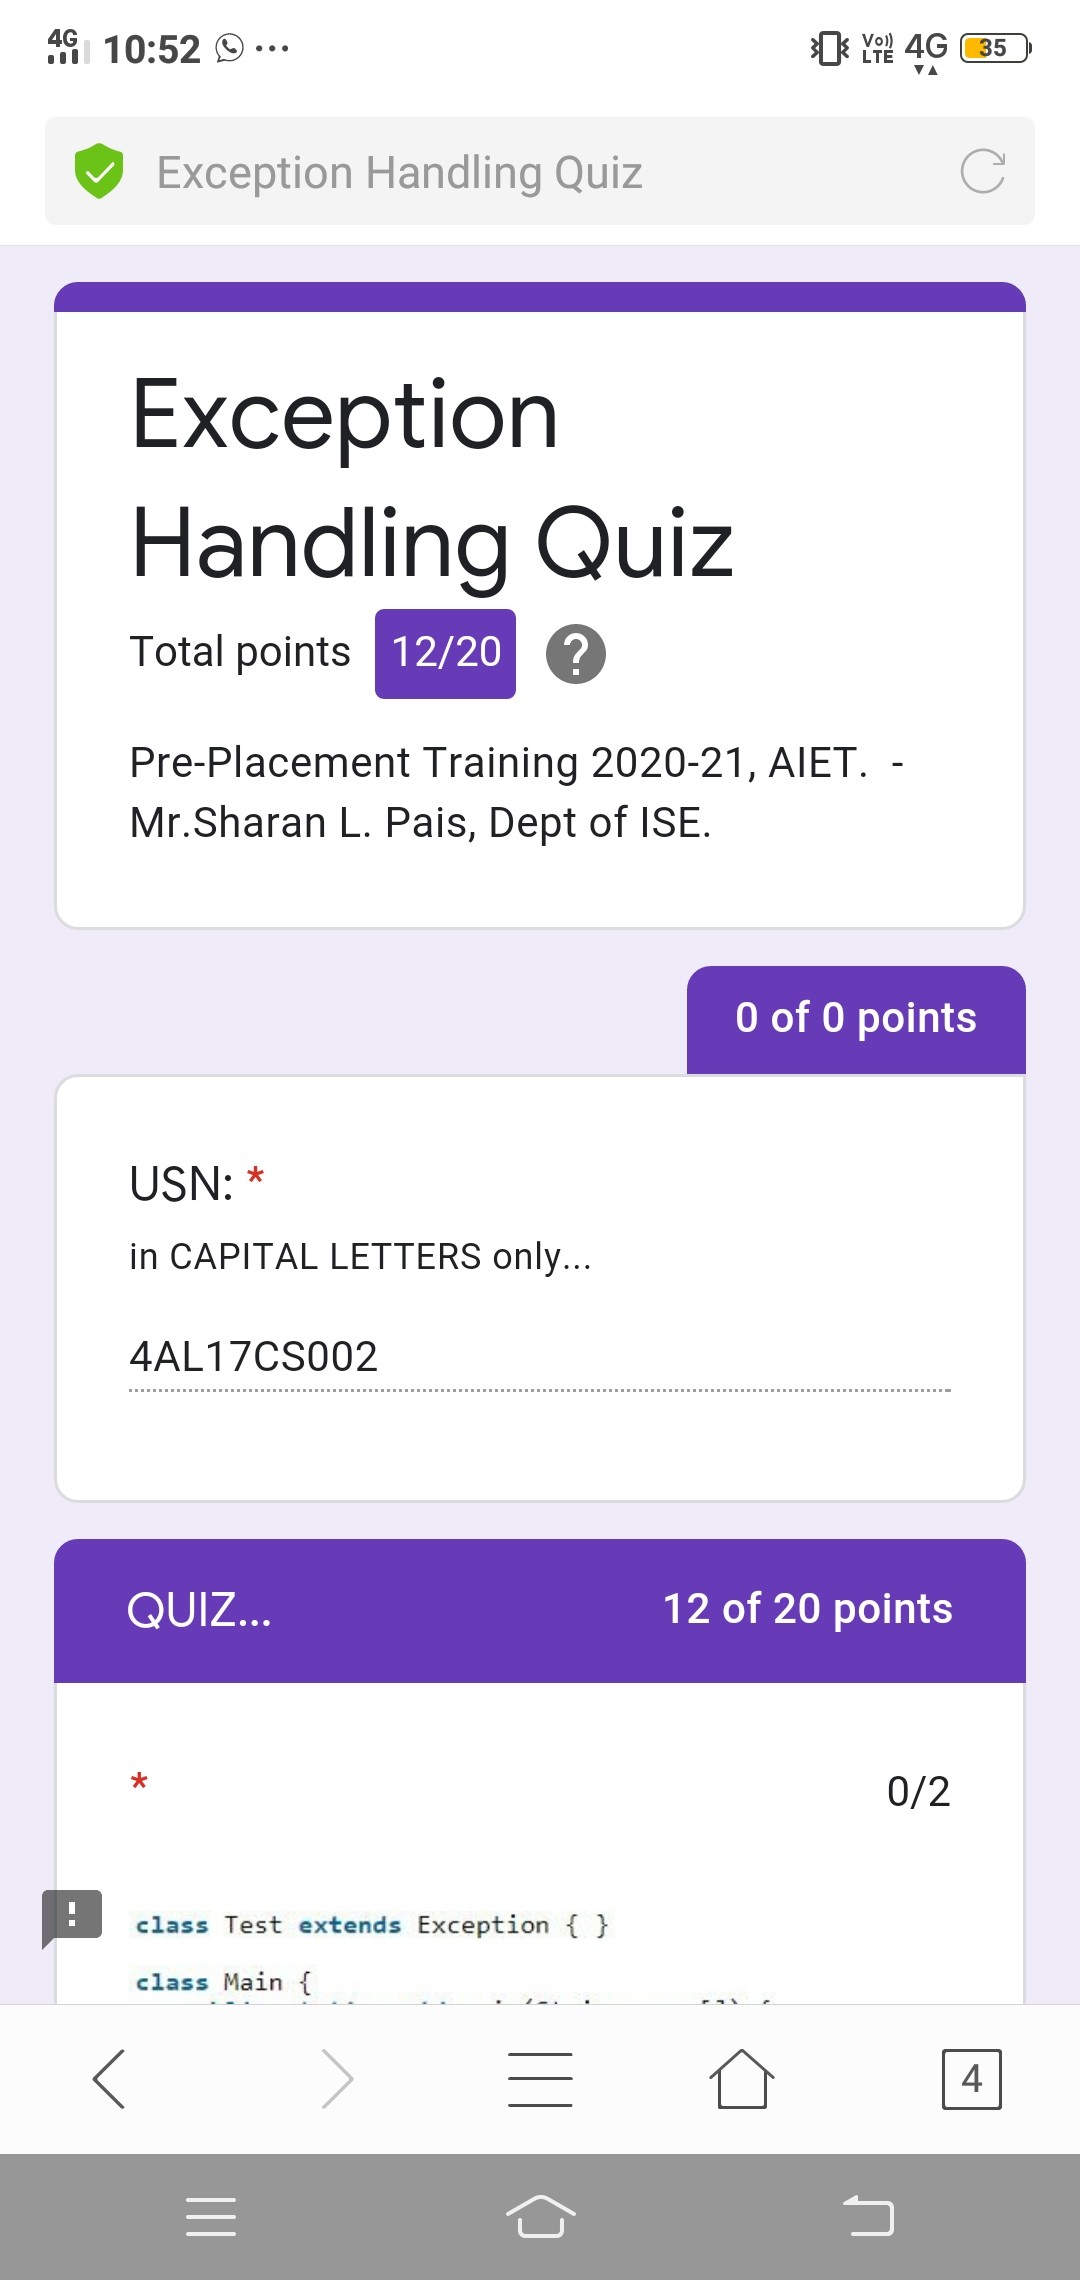 4G 10:52 ... Vo)) LTE 4G 35
Exception Handling Quiz
Exception
Handling Quiz
Total points 12/20 ?
Pre-Placement Training 2020-21, AIET. -
Mr.Sharan L. Pais, Dept of ISE.
0 of 0 points
USN: *
in CAPITAL LETTERS only...
4AL17CS002
QUIZ... 12 of 20 points
* 0/2
!
class Test extends Exception { }
class Main {
4